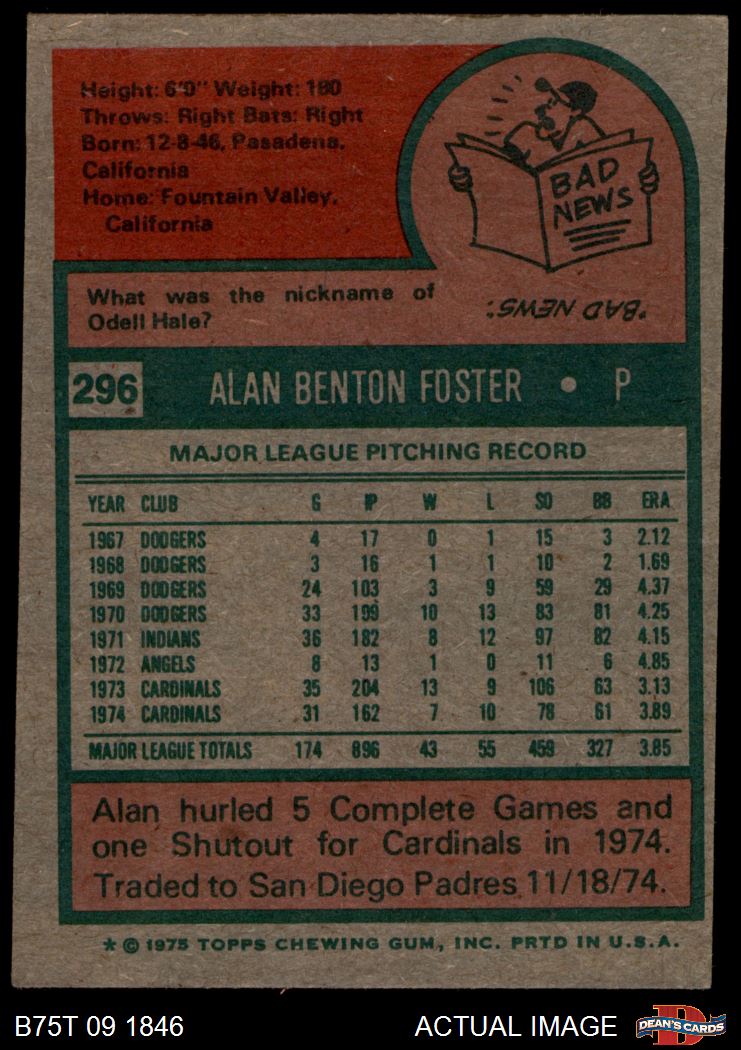 Height: 6'0" Weight: 180
Throws: Right Bats: Right
Born: 12-8-46, Pasadena,
California
Home: Fountain Valley,
California
BAD
NEWS
What was the nickname of
Odell Hale?
"BAD NEWS."
296 ALAN BENTON FOSTER • P
MAJOR LEAGUE PITCHING RECORD
YEAR CLUB G IP W L SO BB ERA
1967 DODGERS 4 17 0 1 15 3 2.12
1968 DODGERS 3 16 1 1 10 2 1.69
1969 DODGERS 24 103 3 9 59 29 4.37
1970 DODGERS 33 199 10 13 83 81 4.25
1971 INDIANS 36 182 8 12 97 82 4.15
1972 ANGELS 8 13 1 0 11 6 4.85
1973 CARDINALS 35 204 13 9 106 63 3.13
1974 CARDINALS 31 162 7 10 78 61 3.89
MAJOR LEAGUE TOTALS 174 896 43 55 459 327 3.85
Alan hurled 5 Complete Games and
one Shutout for Cardinals in 1974.
Traded to San Diego Padres 11/18/74.
* © 1975 TOPPS CHEWING GUM, INC. PRTD IN U.S.A.
B75T 09 1846 ACTUAL IMAGE DEAN'S CARDS